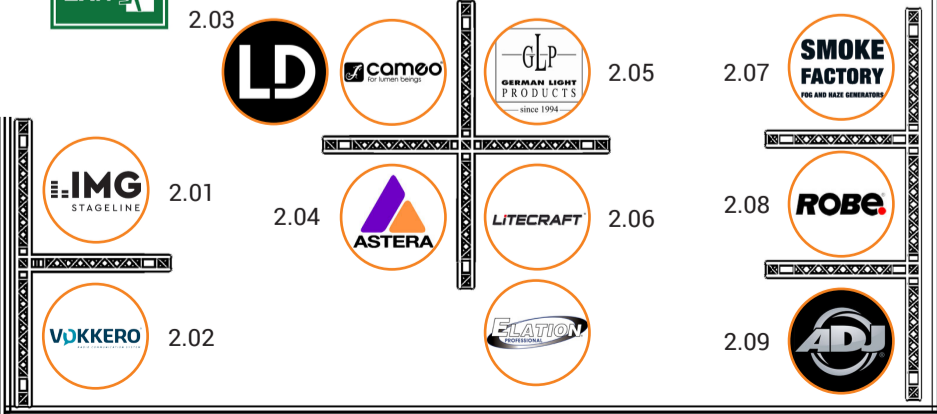 2.03
LD
cameo
for lumen beings
GLP
GERMAN LIGHT
PRODUCTS
since 1994
2.05
2.07
SMOKE
FACTORY
FOG AND HAZE GENERATORS
IMG
STAGELINE
2.01
2.04
ASTERA
LiTECRAFT
2.06
2.08
ROBE
VOKKERO
2.02
ELATION
PROFESSIONAL
2.09
ADJ